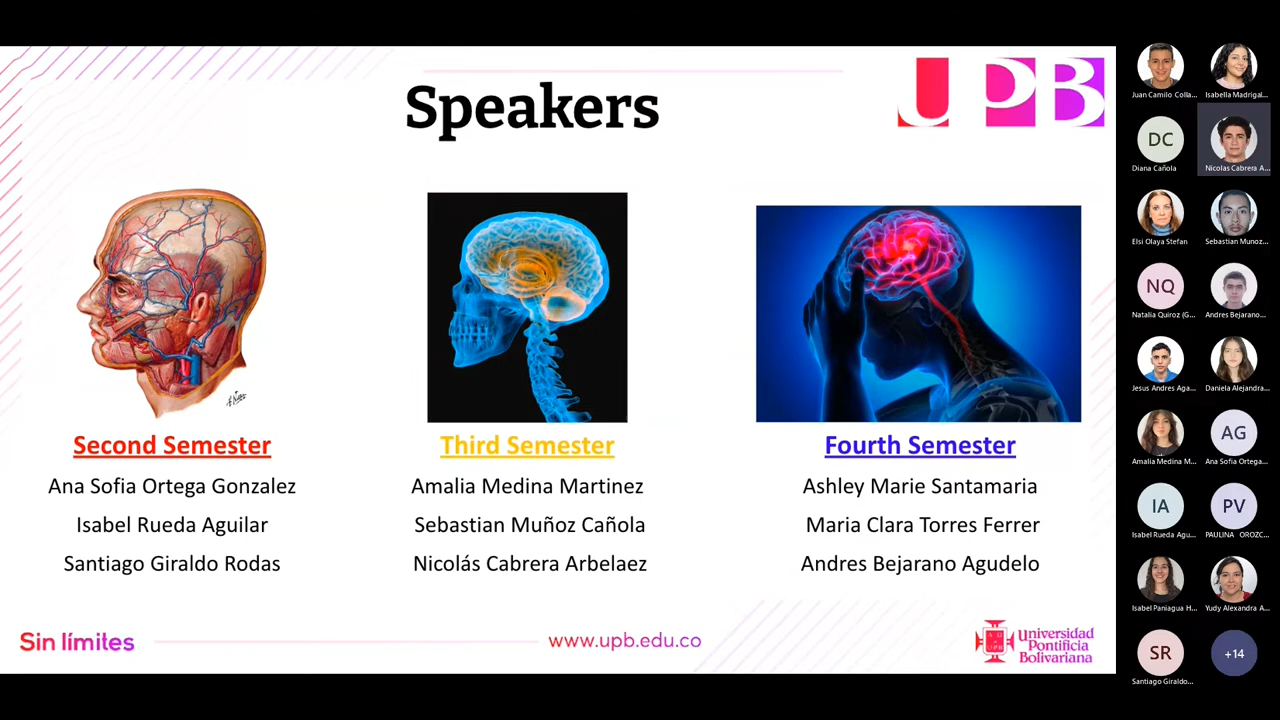 Speakers
UPB
Second Semester
Ana Sofia Ortega Gonzalez
Isabel Rueda Aguilar
Santiago Giraldo Rodas
Third Semester
Amalia Medina Martinez
Sebastian Muñoz Cañola
Nicolás Cabrera Arbelaez
Fourth Semester
Ashley Marie Santamaria
Maria Clara Torres Ferrer
Andres Bejarano Agudelo
Sin límites
www.upb.edu.co
Universidad
Pontificia
Bolivariana
Juan Camilo Colla...
Isabella Madrigal...
DC
Diana Cañola
Nicolas Cabrera A...
Elsi Olaya Stefan
Sebastian Munoz...
NQ
Natalia Quiroz (G...
Andres Bejarano...
Jesus Andres Aga...
Daniela Alejandra...
Amalia Medina M...
AG
Ana Sofia Ortega...
IA
Isabel Rueda Agu...
PV
PAULINA OROZC...
Isabel Paniagua H...
Yudy Alexandra A...
SR
Santiago Giraldo...
+14